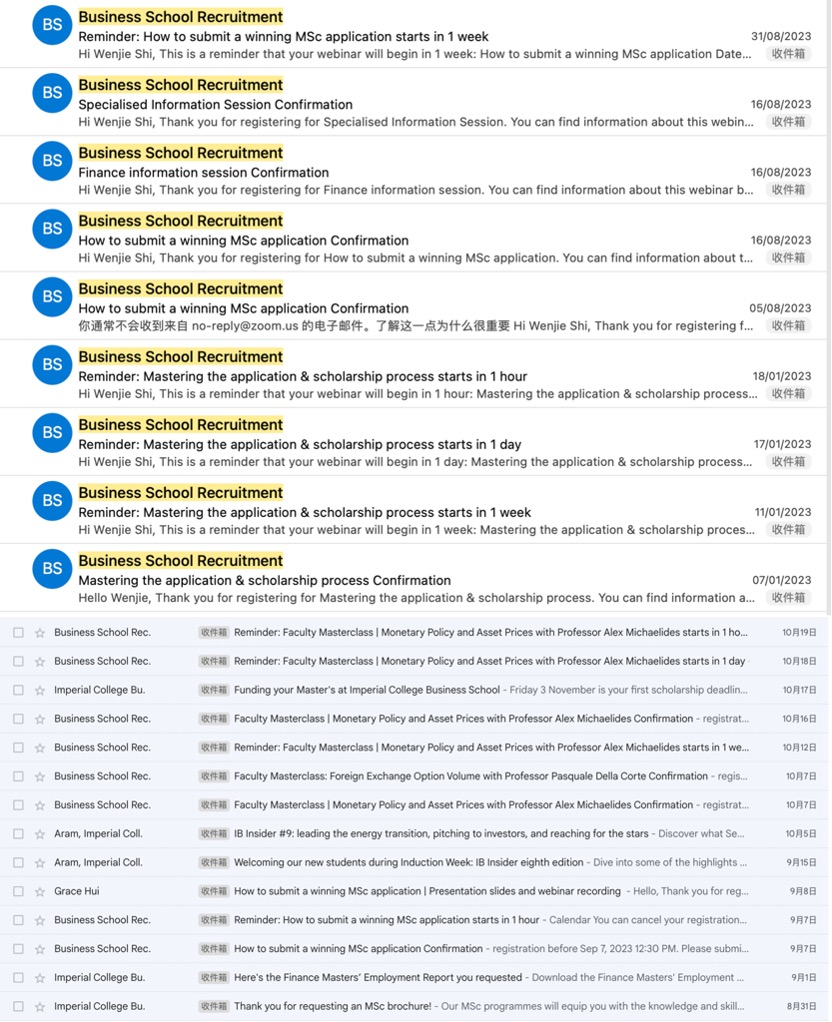 BS
Business School Recruitment
Reminder: How to submit a winning MSc application starts in 1 week 31/08/2023
Hi Wenjie Shi, This is a reminder that your webinar will begin in 1 week: How to submit a winning MSc application Date... 收件箱
BS
Business School Recruitment
Specialised Information Session Confirmation 16/08/2023
Hi Wenjie Shi, Thank you for registering for Specialised Information Session. You can find information about this webin... 收件箱
BS
Business School Recruitment
Finance information session Confirmation 16/08/2023
Hi Wenjie Shi, Thank you for registering for Finance information session. You can find information about this webinar b... 收件箱
BS
Business School Recruitment
How to submit a winning MSc application Confirmation 16/08/2023
Hi Wenjie Shi, Thank you for registering for How to submit a winning MSc application. You can find information about t... 收件箱
BS
Business School Recruitment
How to submit a winning MSc application Confirmation 05/08/2023
你通常不会收到来自 no-reply@zoom.us 的电子邮件。了解这一点为什么很重要 Hi Wenjie Shi, Thank you for registering f... 收件箱
BS
Business School Recruitment
Reminder: Mastering the application & scholarship process starts in 1 hour 18/01/2023
Hi Wenjie Shi, This is a reminder that your webinar will begin in 1 hour: Mastering the application & scholarship process... 收件箱
BS
Business School Recruitment
Reminder: Mastering the application & scholarship process starts in 1 day 17/01/2023
Hi Wenjie Shi, This is a reminder that your webinar will begin in 1 day: Mastering the application & scholarship process... 收件箱
BS
Business School Recruitment
Reminder: Mastering the application & scholarship process starts in 1 week 11/01/2023
Hi Wenjie Shi, This is a reminder that your webinar will begin in 1 week: Mastering the application & scholarship proces... 收件箱
BS
Business School Recruitment
Mastering the application & scholarship process Confirmation 07/01/2023
Hello Wenjie, Thank you for registering for Mastering the application & scholarship process. You can find information a... 收件箱
Business School Rec. 收件箱 Reminder: Faculty Masterclass | Monetary Policy and Asset Prices with Professor Alex Michaelides starts in 1 ho... 10月19日
Business School Rec. 收件箱 Reminder: Faculty Masterclass | Monetary Policy and Asset Prices with Professor Alex Michaelides starts in 1 day 10月18日
Imperial College Bu. 收件箱 Funding your Master's at Imperial College Business School - Friday 3 November is your first scholarship deadlin... 10月17日
Business School Rec. 收件箱 Faculty Masterclass | Monetary Policy and Asset Prices with Professor Alex Michaelides Confirmation - registrat... 10月16日
Business School Rec. 收件箱 Reminder: Faculty Masterclass | Monetary Policy and Asset Prices with Professor Alex Michaelides starts in 1 we... 10月12日
Business School Rec. 收件箱 Faculty Masterclass: Foreign Exchange Option Volume with Professor Pasquale Della Corte Confirmation - regis... 10月7日
Business School Rec. 收件箱 Faculty Masterclass | Monetary Policy and Asset Prices with Professor Alex Michaelides Confirmation - registrat... 10月7日
Aram, Imperial Coll. 收件箱 IB Insider #9: leading the energy transition, pitching to investors, and reaching for the stars - Discover what Se... 10月5日
Aram, Imperial Coll. 收件箱 Welcoming our new students during Induction Week: IB Insider eighth edition - Dive into some of the highlights ... 9月15日
Grace Hui 收件箱 How to submit a winning MSc application | Presentation slides and webinar recording - Hello, Thank you for reg... 9月8日
Business School Rec. 收件箱 Reminder: How to submit a winning MSc application starts in 1 hour - Calendar You can cancel your registration... 9月7日
Business School Rec. 收件箱 How to submit a winning MSc application Confirmation - registration before Sep 7, 2023 12:30 PM. Please submi... 9月7日
Imperial College Bu. 收件箱 Here's the Finance Masters' Employment Report you requested - Download the Finance Masters' Employment ... 9月1日
Imperial College Bu. 收件箱 Thank you for requesting an MSc brochure! - Our MSc programmes will equip you with the knowledge and skill... 8月31日